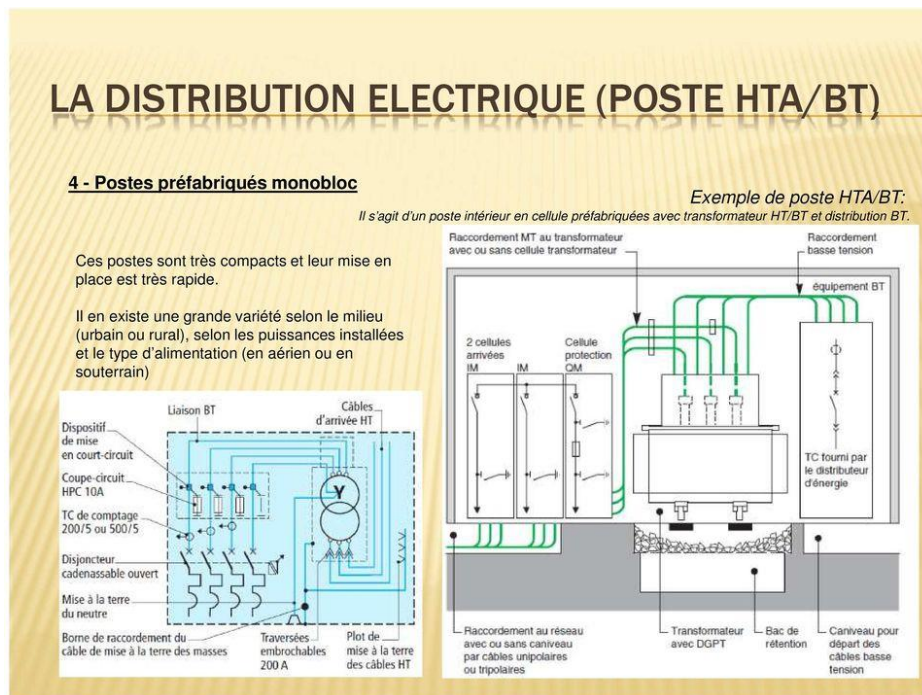 LA DISTRIBUTION ELECTRIQUE (POSTE HTA/BT)
4 - Postes préfabriqués monobloc
Exemple de poste HTA/BT:
Il s'agit d'un poste intérieur en cellule préfabriquées avec transformateur HT/BT et distribution BT.
Ces postes sont très compacts et leur mise en
place est très rapide.
Il en existe une grande variété selon le milieu
(urbain ou rural), selon les puissances installées
et le type d'alimentation (en aérien ou en
souterrain)
Liaison BT
Câbles
d'arrivée HT
Dispositif
de mise
en court-circuit
Coupe-circuit
HPC 10A
TC de comptage
200/5 ou 500/5
Disjoncteur
cadenassable ouvert
Mise à la terre
du neutre
Borne de raccordement du
câble de mise à la terre des masses
Y
Traversées
embrochables
200 A
Plot de
mise à la terre
des câbles HT
Raccordement MT au transformateur
avec ou sans cellule transformateur
Raccordement
basse tension
équipement BT
2 cellules
arrivées
IM
IM
Cellule
protection
QM
TC fourni par
le distributeur
d'énergie
Raccordement au réseau
avec ou sans caniveau
par câbles unipolaires
ou tripolaires
Transformateur
avec DGPT
Bac de
rétention
Caniveau pour
départ des
câbles basse
tension